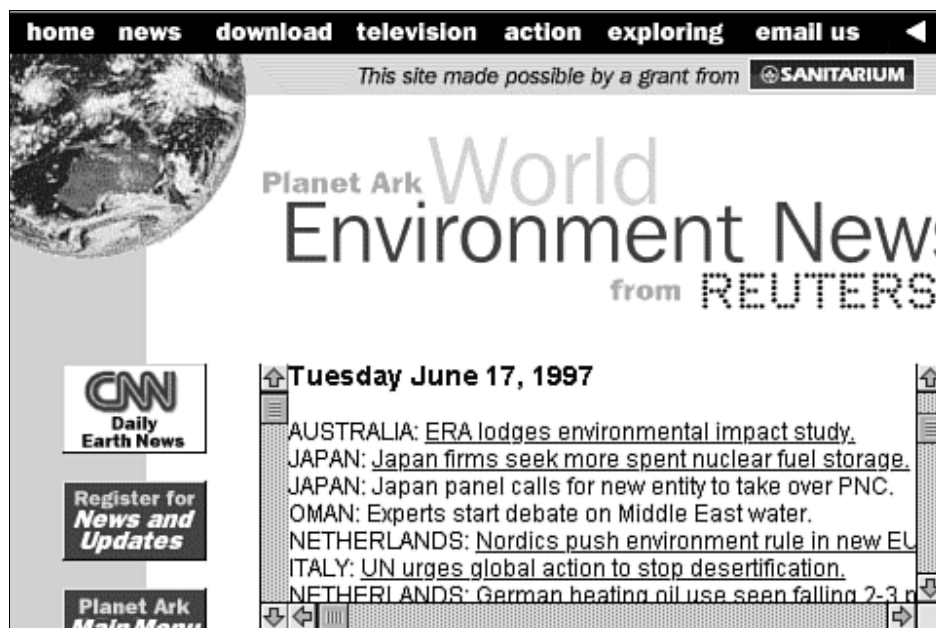 home news download television action exploring email us
This site made possible by a grant from SANITARIUM
Planet Ark World
Environment News
from REUTERS
Tuesday June 17, 1997
CNN
Daily
Earth News
AUSTRALIA: ERA lodges environmental impact study.
JAPAN: Japan firms seek more spent nuclear fuel storage.
JAPAN: Japan panel calls for new entity to take over PNC.
OMAN: Experts start debate on Middle East water.
NETHERLANDS: Nordics push environment rule in new EU
ITALY: UN urges global action to stop desertification.
NETHERLANDS: German heating oil use seen falling 2-3 p
Register for
News and
Updates
Planet Ark
Main Menu